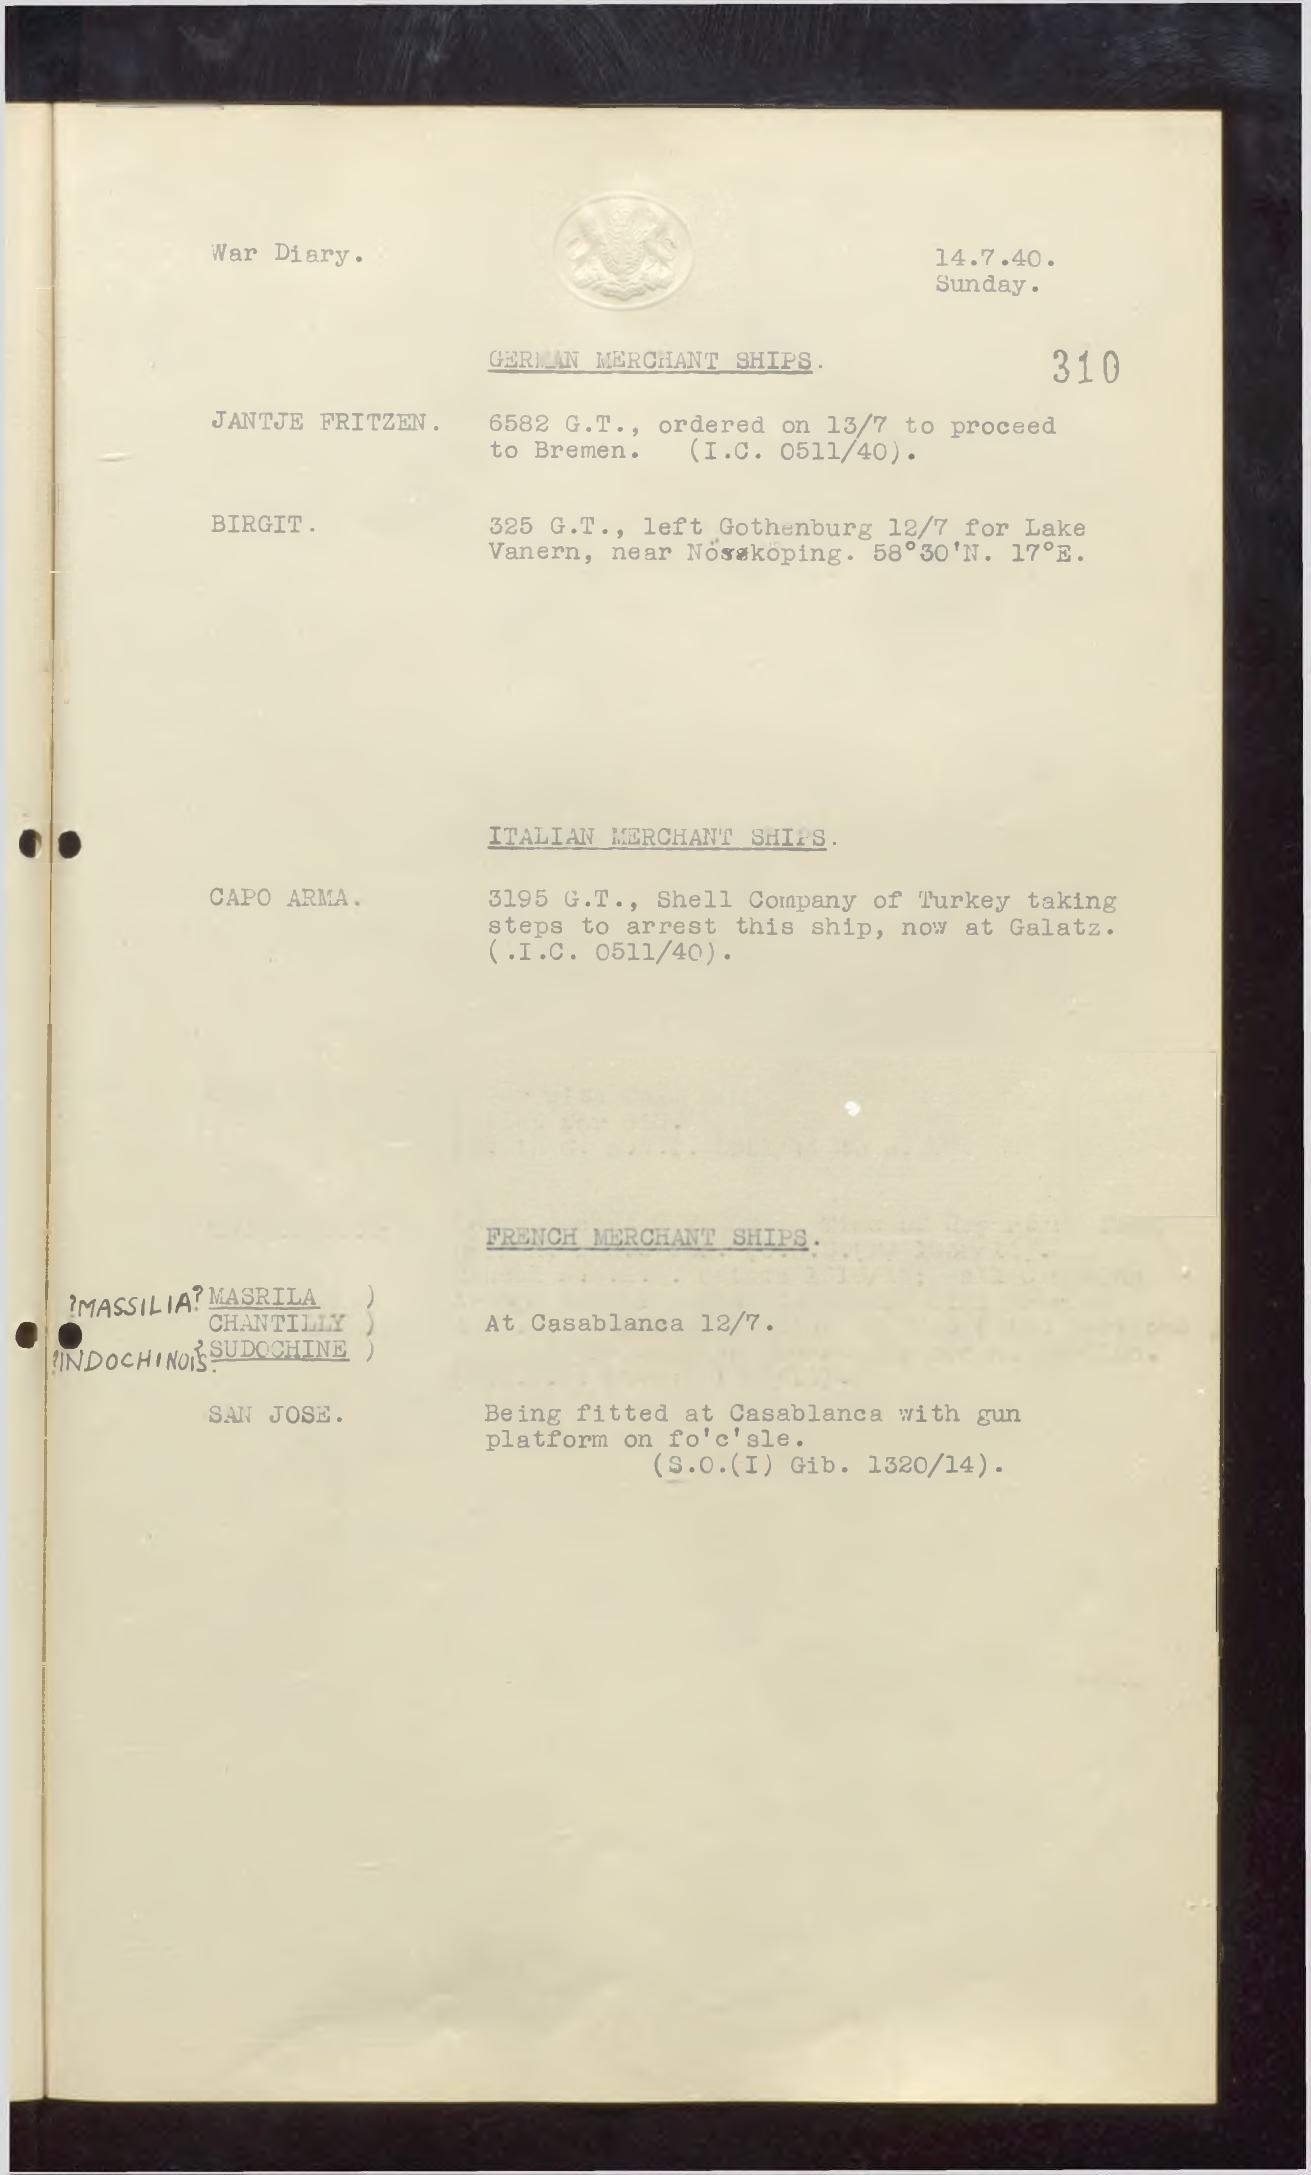 War Diary.
14.7.40.
Sunday.
GERMAN MERCHANT SHIPS.
310
JANTJE FRITZEN. 6582 G.T., ordered on 13/7 to proceed
to Bremen. (I.C. 0511/40).
BIRGIT. 325 G.T., left Gothenburg 12/7 for Lake
Vanern, near 58°30'N. 17°E.
ITALIAN MERCHANT SHIPS.
CAPO ARMA. 3195 G.T., Shell Company of Turkey taking
steps to arrest this ship, now at Galatz.
(.I.C. 0511/40).
FRENCH MERCHANT SHIPS.
?MASSILIA? MASRILA )
CHANTILLY ) At Casablanca 12/7.
?INDOCHINOIS? SUDOCHINE )
SAN JOSE. Being fitted at Casablanca with gun
platform on fo'c'sle.
(S.O.(I) Gib. 1320/14).